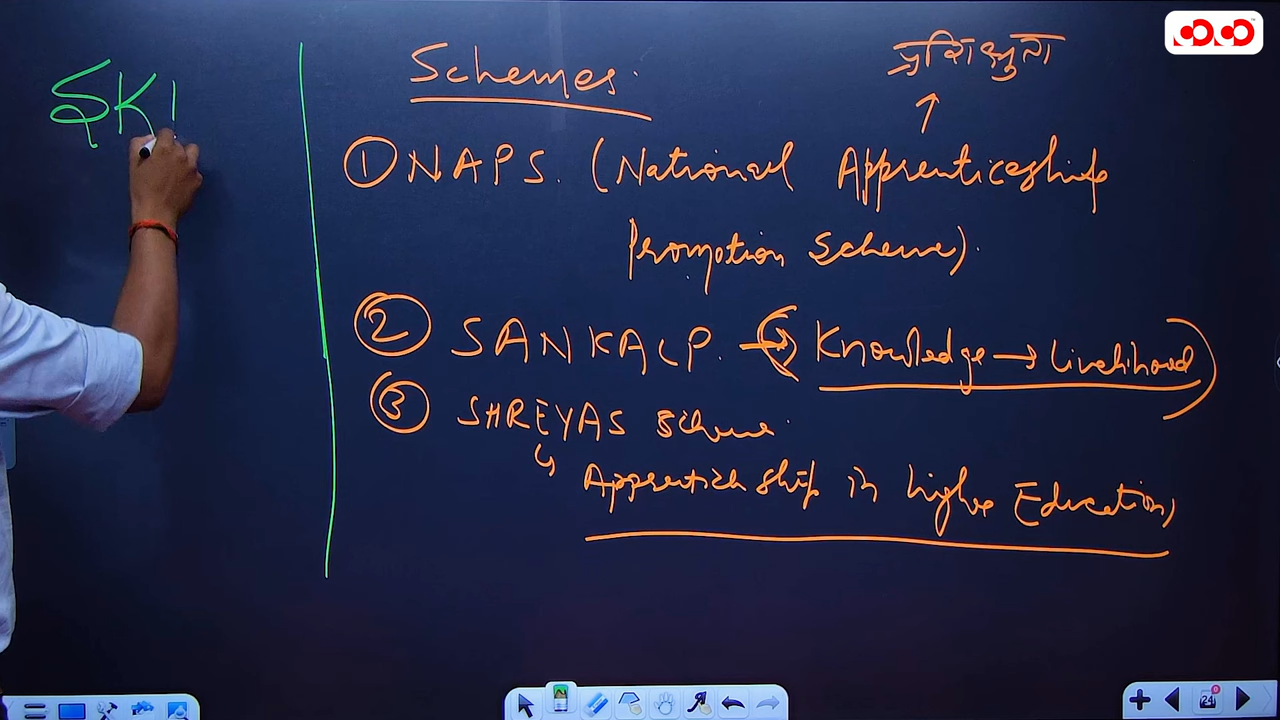 SKI
Schemes.
प्रशिक्षुता
① NAPS. (National Apprenticeship
Promotion Scheme).
② SANKALP. → (Knowledge → Livelihood)
③ SHREYAS Scheme.
↳ Apprenticeship in higher Education,
24